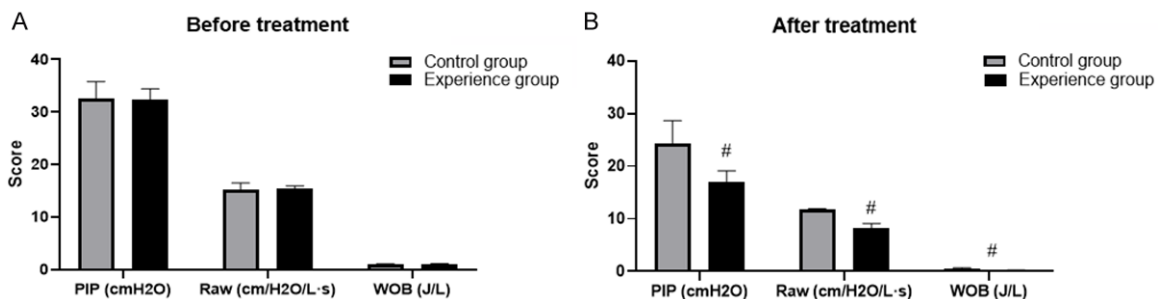 A
Before treatment
Control group
Experience group
Score
40
30
20
10
0
PIP (cmH2O)
Raw (cm/H2O/L·s)
WOB (J/L)
B
After treatment
Control group
Experience group
Score
40
30
20
10
0
#
#
#
PIP (cmH2O)
Raw (cm/H2O/L·s)
WOB (J/L)